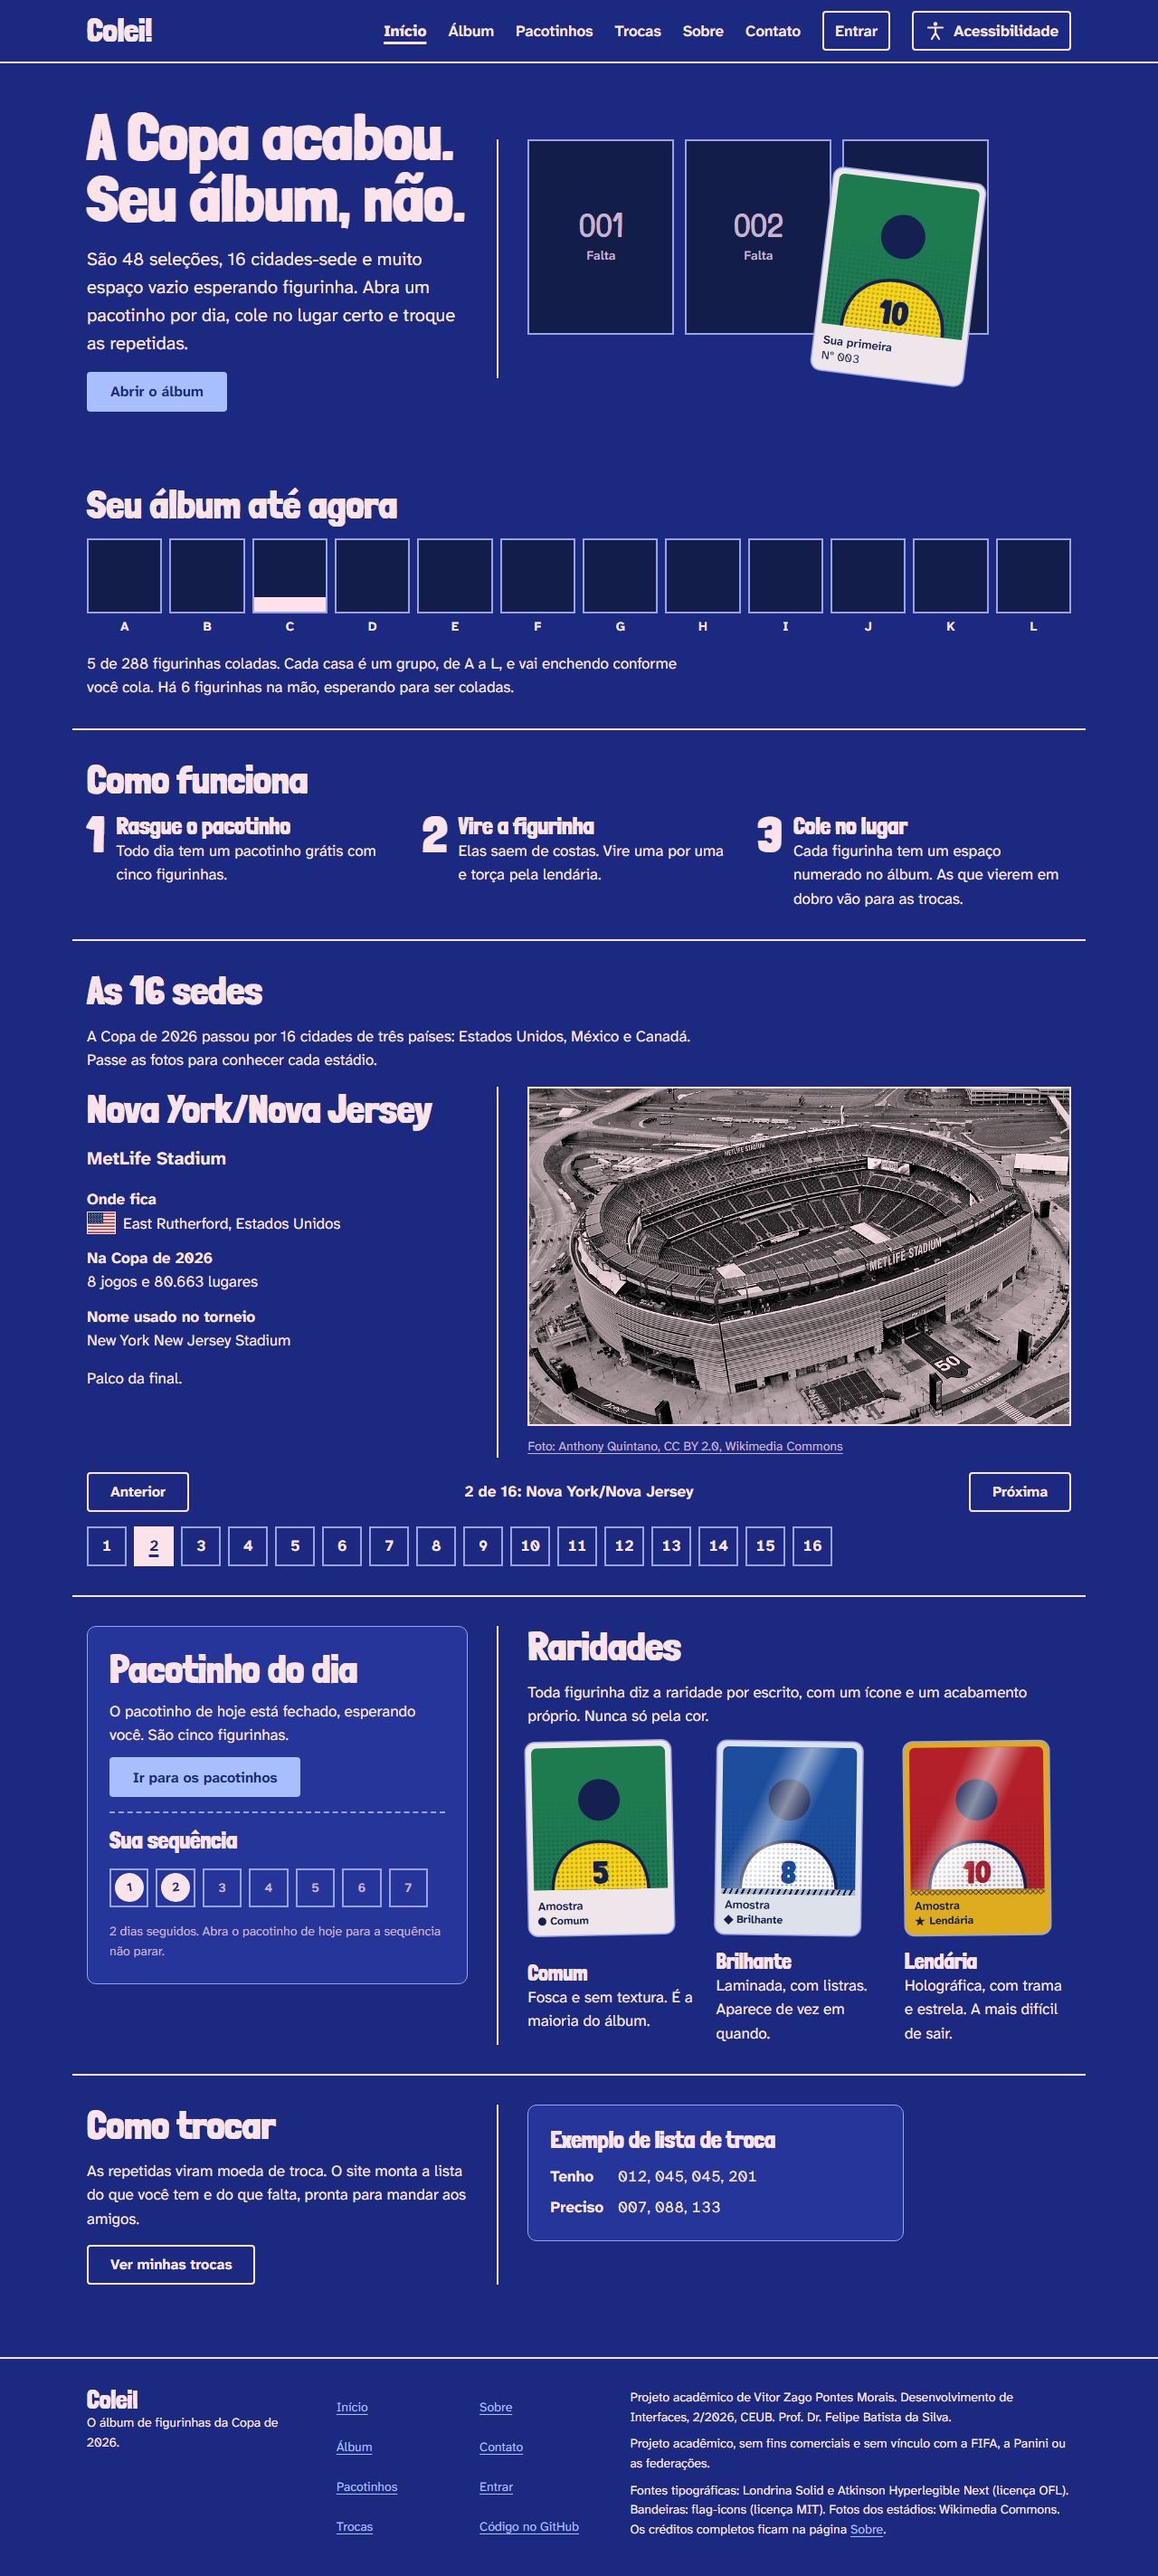 Colei!
Início
Álbum
Pacotinhos
Trocas
Sobre
Contato
Entrar
Acessibilidade
A Copa acabou.
Seu álbum, não.
São 48 seleções, 16 cidades-sede e muito
espaço vazio esperando figurinha. Abra um
pacotinho por dia, cole no lugar certo e troque
as repetidas.
Abrir o álbum
001
Falta
002
Falta
10
Sua primeira
N° 003
Seu álbum até agora
A B C D E F G H I J K L
5 de 288 figurinhas coladas. Cada casa é um grupo, de A a L, e vai enchendo conforme
você cola. Há 6 figurinhas na mão, esperando para ser coladas.
Como funciona
1
Rasgue o pacotinho
Todo dia tem um pacotinho grátis com
cinco figurinhas.
2
Vire a figurinha
Elas saem de costas. Vire uma por uma
e torça pela lendária.
3
Cole no lugar
Cada figurinha tem um espaço
numerado no álbum. As que vierem em
dobro vão para as trocas.
As 16 sedes
A Copa de 2026 passou por 16 cidades de três países: Estados Unidos, México e Canadá.
Passe as fotos para conhecer cada estádio.
Nova York/Nova Jersey
MetLife Stadium
Onde fica
East Rutherford, Estados Unidos
Na Copa de 2026
8 jogos e 80.663 lugares
Nome usado no torneio
New York New Jersey Stadium
Palco da final.
METLIFE STADIUM
METLIFE STADIUM
50
Foto: Anthony Quintano, CC BY 2.0, Wikimedia Commons
Anterior
2 de 16: Nova York/Nova Jersey
Próxima
1 2 3 4 5 6 7 8 9 10 11 12 13 14 15 16
Pacotinho do dia
O pacotinho de hoje está fechado, esperando
você. São cinco figurinhas.
Ir para os pacotinhos
Sua sequência
1 2 3 4 5 6 7
2 dias seguidos. Abra o pacotinho de hoje para a sequência
não parar.
Raridades
Toda figurinha diz a raridade por escrito, com um ícone e um acabamento
próprio. Nunca só pela cor.
5
Amostra
Comum
8
Amostra
Brilhante
10
Amostra
Lendária
Comum
Fosca e sem textura. É a
maioria do álbum.
Brilhante
Laminada, com listras.
Aparece de vez em
quando.
Lendária
Holográfica, com trama
e estrela. A mais difícil
de sair.
Como trocar
As repetidas viram moeda de troca. O site monta a lista
do que você tem e do que falta, pronta para mandar aos
amigos.
Ver minhas trocas
Exemplo de lista de troca
Tenho 012, 045, 045, 201
Preciso 007, 088, 133
Colei!
O álbum de figurinhas da Copa de
2026.
Início
Álbum
Pacotinhos
Trocas
Sobre
Contato
Entrar
Código no GitHub
Projeto acadêmico de Vitor Zago Pontes Morais. Desenvolvimento de
Interfaces, 2/2026, CEUB. Prof. Dr. Felipe Batista da Silva.
Projeto acadêmico, sem fins comerciais e sem vínculo com a FIFA, a Panini ou
as federações.
Fontes tipográficas: Londrina Solid e Atkinson Hyperlegible Next (licença OFL).
Bandeiras: flag-icons (licença MIT). Fotos dos estádios: Wikimedia Commons.
Os créditos completos ficam na página Sobre.